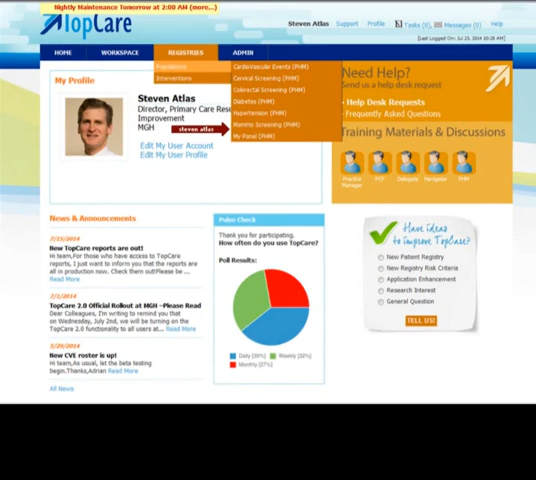 Nightly Maintenance Tomorrow at 2:00 AM (more...)
TopCare
Steven Atlas Support Profile Tasks (0), Messages (0) Help
[Last Logged On: Jul 23, 2014 10:28 AM]
HOME WORKSPACE REGISTRIES ADMIN
Populations
Interventions
CardioVascular Events (PHM)
Cervical Screening (PHM)
Colorectal Screening (PHM)
Diabetes (PHM)
Hypertension (PHM)
Mammo Screening (PHM)
My Panel (PHM)
My Profile
Steven Atlas
Director, Primary Care Rese
Improvement
MGH
steven atlas
Edit My User Account
Edit My User Profile
Need Help?
Send us a help desk request
Help Desk Requests
Frequently Asked Questions
Training Materials & Discussions
Practice Manager
PCP
Delegate
Navigator
PHM
News & Announcements
7/15/2014
New TopCare reports are out!
Hi team,For those who have access to TopCare
Reports, I just want to inform you that the reports are
all in production now. Check them out!Please be ...
Read More
7/1/2014
TopCare 2.0 Official Rollout at MGH -Please Read
Dear Colleagues, I'm writing to remind you that
on Wednesday, July 2nd, we will be turning on the
TopCare 2.0 functionality to all users at... Read More
5/29/2014
New CVE roster is up!
Hi team,As usual, let the beta testing
begin.Thanks,Adrian Read More
All News
Pulse Check
Thank you for participating.
How often do you use TopCare?
Poll Results:
Daily [39%] Weekly [32%]
Monthly [27%]
Have ideas
to improve TopCare?
New Patient Registry
New Registry Risk Criteria
Application Enhancement
Research Interest
General Question
TELL US!